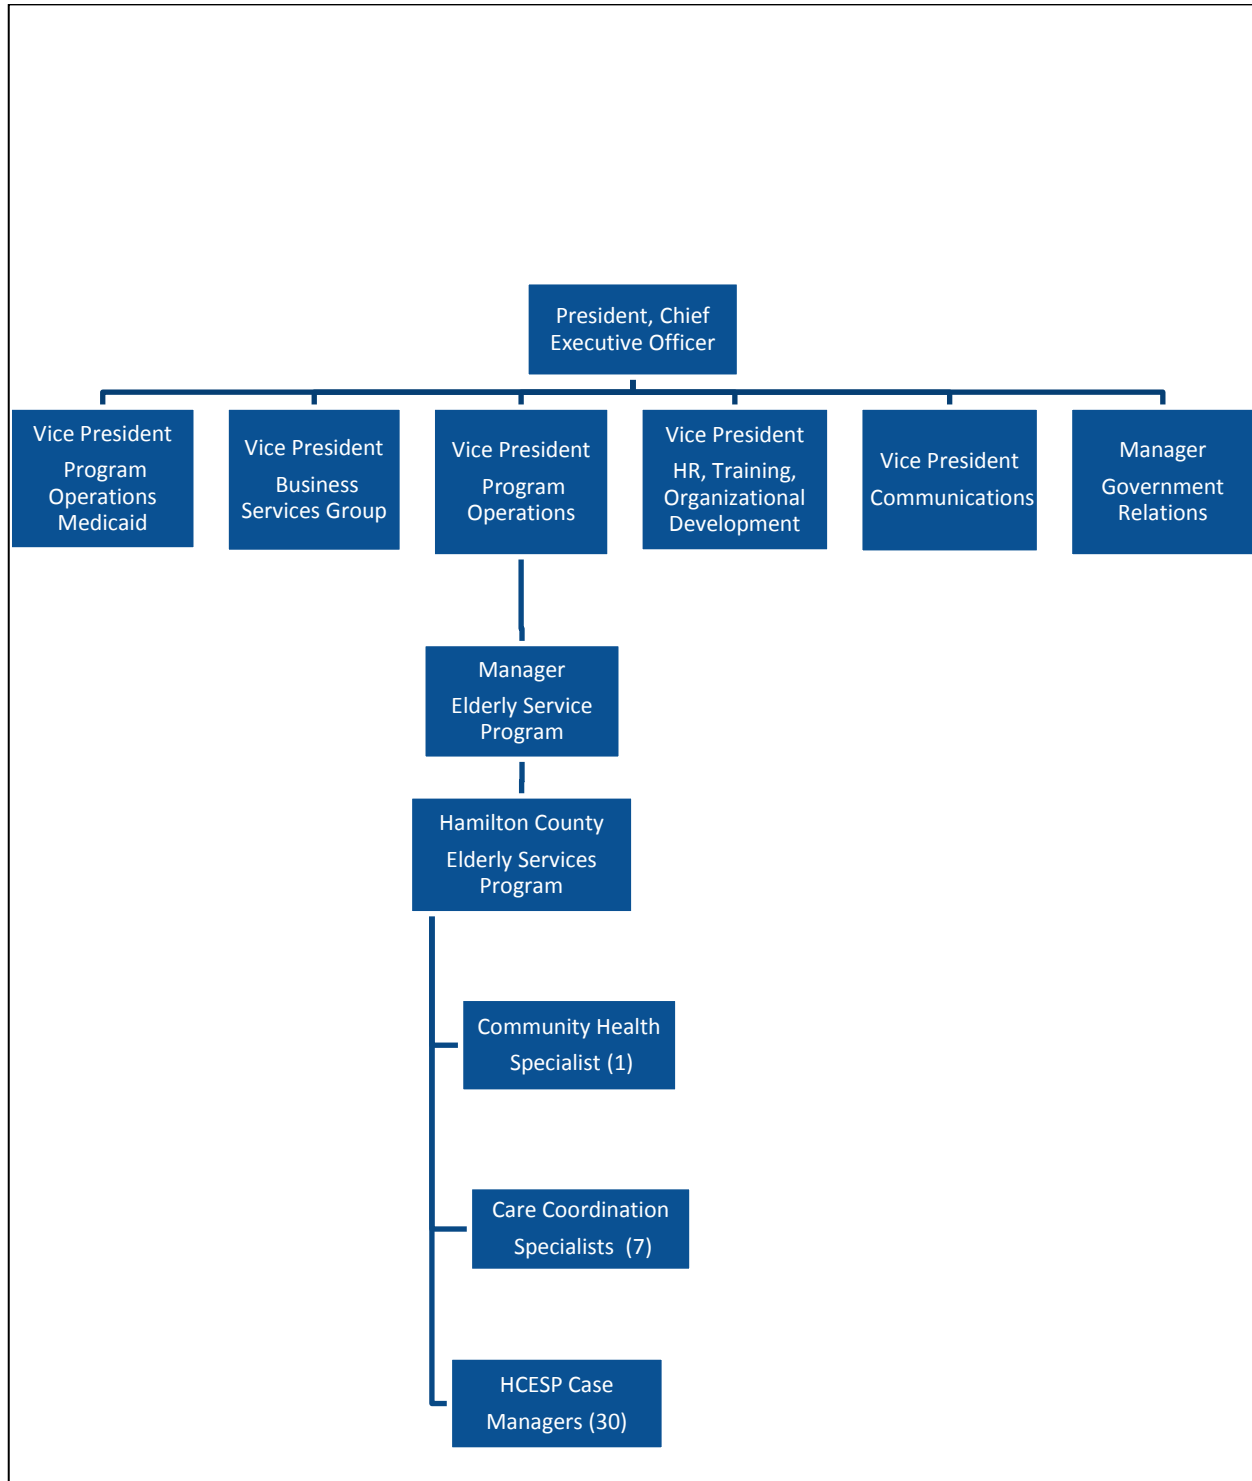 President, Chief
Executive Officer
Vice President
Program
Operations
Medicaid
Vice President
Business
Services Group
Vice President
Program
Operations
Vice President
HR, Training,
Organizational
Development
Vice President
Communications
Manager
Government
Relations
Manager
Elderly Service
Program
Hamilton County
Elderly Services
Program
Community Health
Specialist (1)
Care Coordination
Specialists  (7)
HCESP Case
Managers (30)